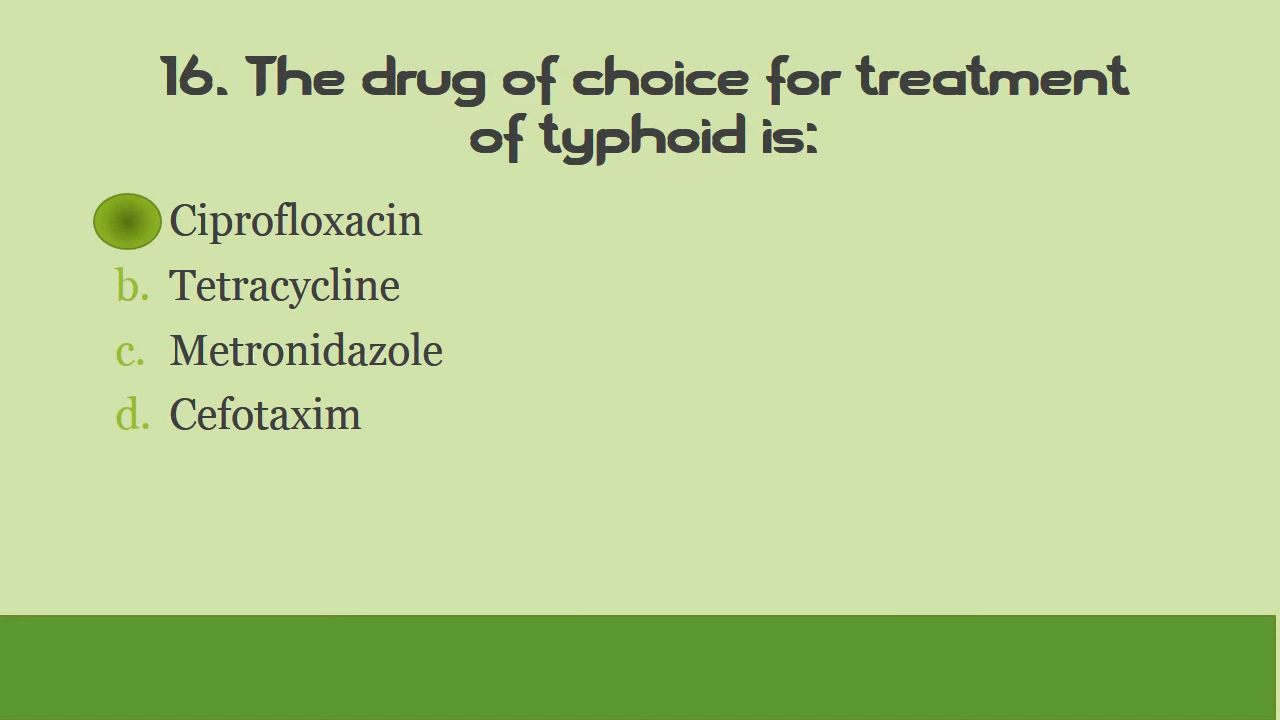 16. The drug of choice for treatment
of typhoid is:
Ciprofloxacin
b. Tetracycline
c. Metronidazole
d. Cefotaxim